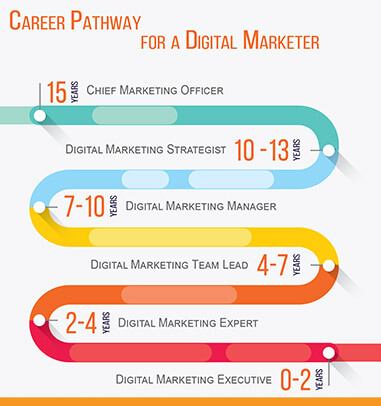 Career Pathway
for a Digital Marketer
15 Years Chief Marketing Officer
Digital Marketing Strategist 10 -13 Years
7-10 Years Digital Marketing Manager
Digital Marketing Team Lead 4-7 Years
2-4 Years Digital Marketing Expert
Digital Marketing Executive 0-2 Years